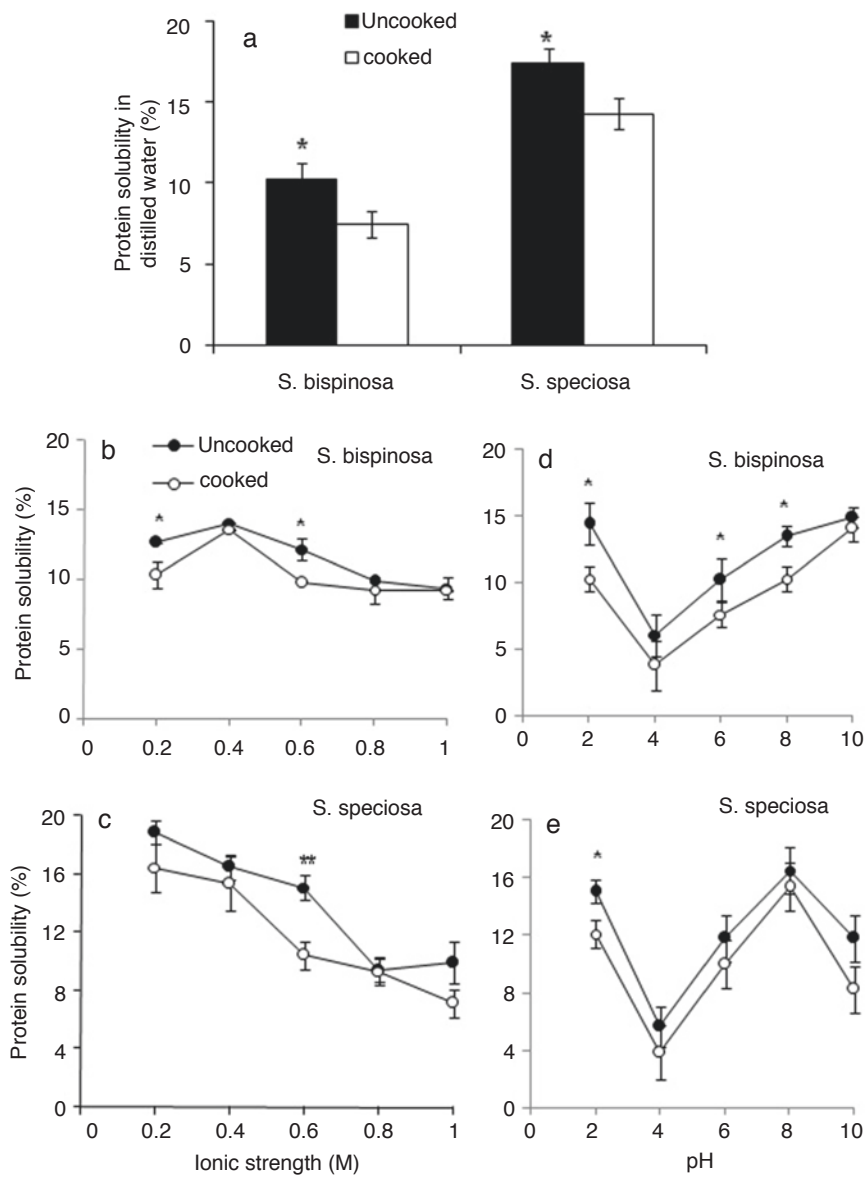 a
Uncooked
cooked
*
*
20
15
10
5
0
Protein solubility in
distilled water (%)
S. bispinosa
S. speciosa
b
Uncooked
cooked
S. bispinosa
*
*
20
15
10
5
0
Protein solubility (%)
0 0.2 0.4 0.6 0.8 1
d
S. bispinosa
*
*
*
20
15
10
5
0
0 2 4 6 8 10
c
S. speciosa
**
20
16
12
8
4
0
Protein solubility (%)
0 0.2 0.4 0.6 0.8 1
Ionic strength (M)
e
S. speciosa
*
20
16
12
8
4
0
0 2 4 6 8 10
pH